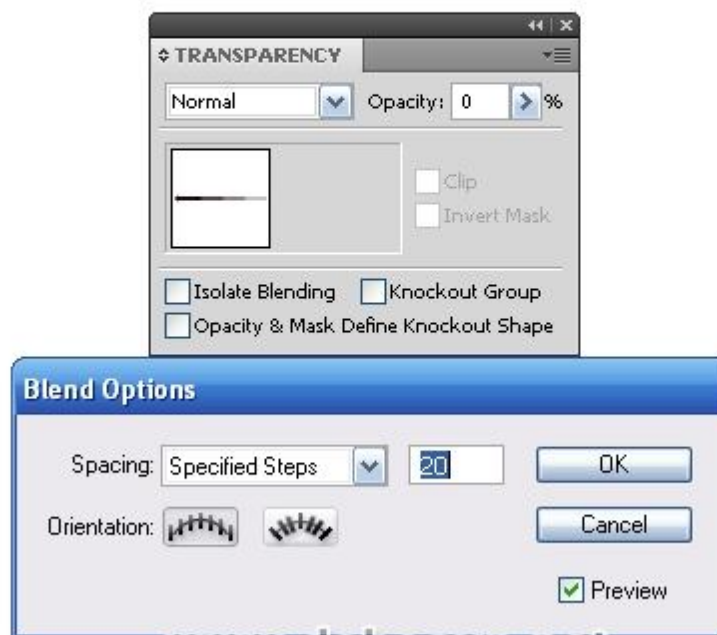 TRANSPARENCY
Normal Opacity: 0 %
Clip
Invert Mask
Isolate Blending Knockout Group
Opacity & Mask Define Knockout Shape
Blend Options
Spacing: Specified Steps 20 OK
Orientation: Cancel
Preview